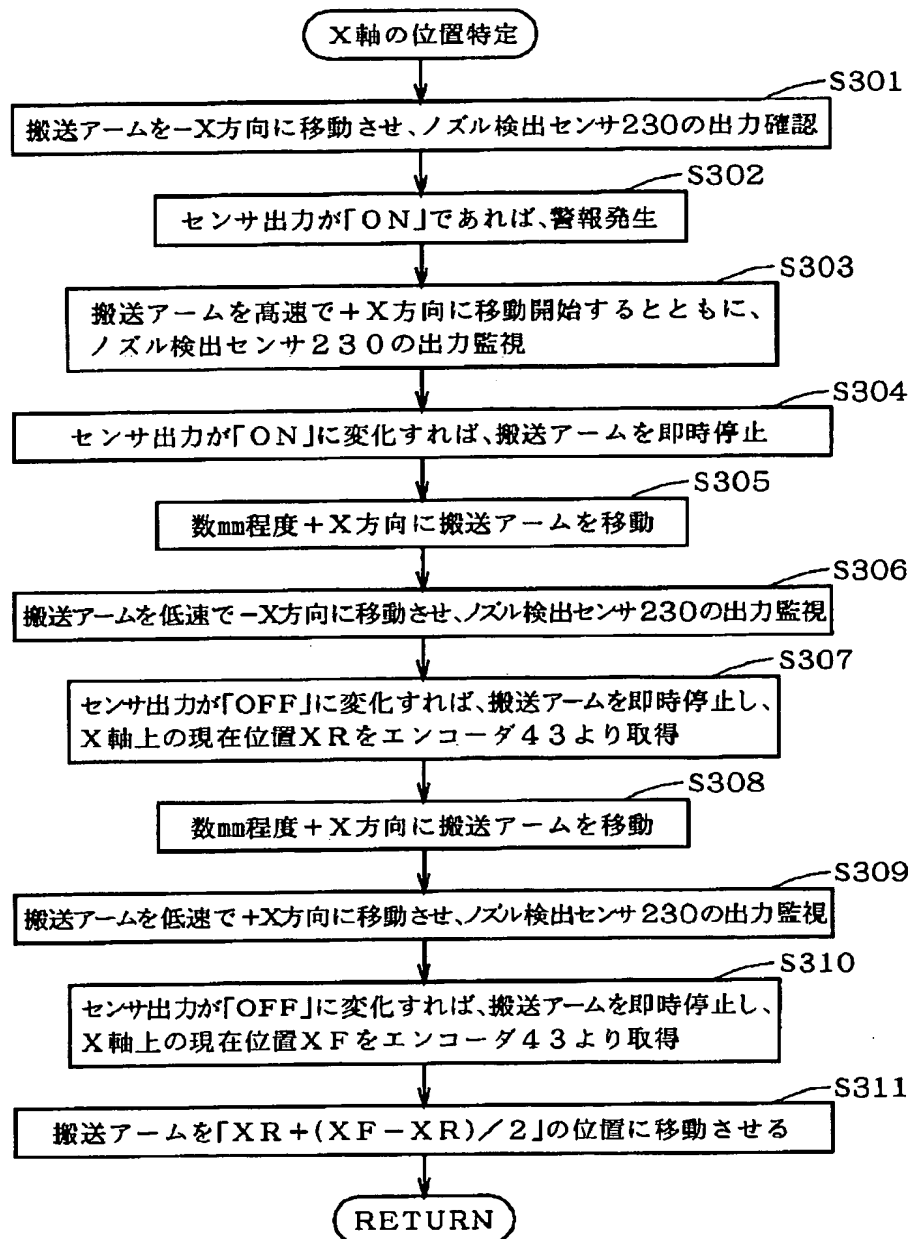 X軸の位置特定
S301
搬送アームを－X方向に移動させ、ノズル検出センサ230の出力確認
S302
センサ出力が「ON」であれば、警報発生
S303
搬送アームを高速で＋X方向に移動開始するとともに、
ノズル検出センサ230の出力監視
S304
センサ出力が「ON」に変化すれば、搬送アームを即時停止
S305
数mm程度＋X方向に搬送アームを移動
S306
搬送アームを低速で－X方向に移動させ、ノズル検出センサ230の出力監視
S307
センサ出力が「OFF」に変化すれば、搬送アームを即時停止し、
X軸上の現在位置XRをエンコーダ43より取得
S308
数mm程度＋X方向に搬送アームを移動
S309
搬送アームを低速で＋X方向に移動させ、ノズル検出センサ230の出力監視
S310
センサ出力が「OFF」に変化すれば、搬送アームを即時停止し、
X軸上の現在位置XFをエンコーダ43より取得
S311
搬送アームを「XR＋(XF－XR)／2」の位置に移動させる
RETURN